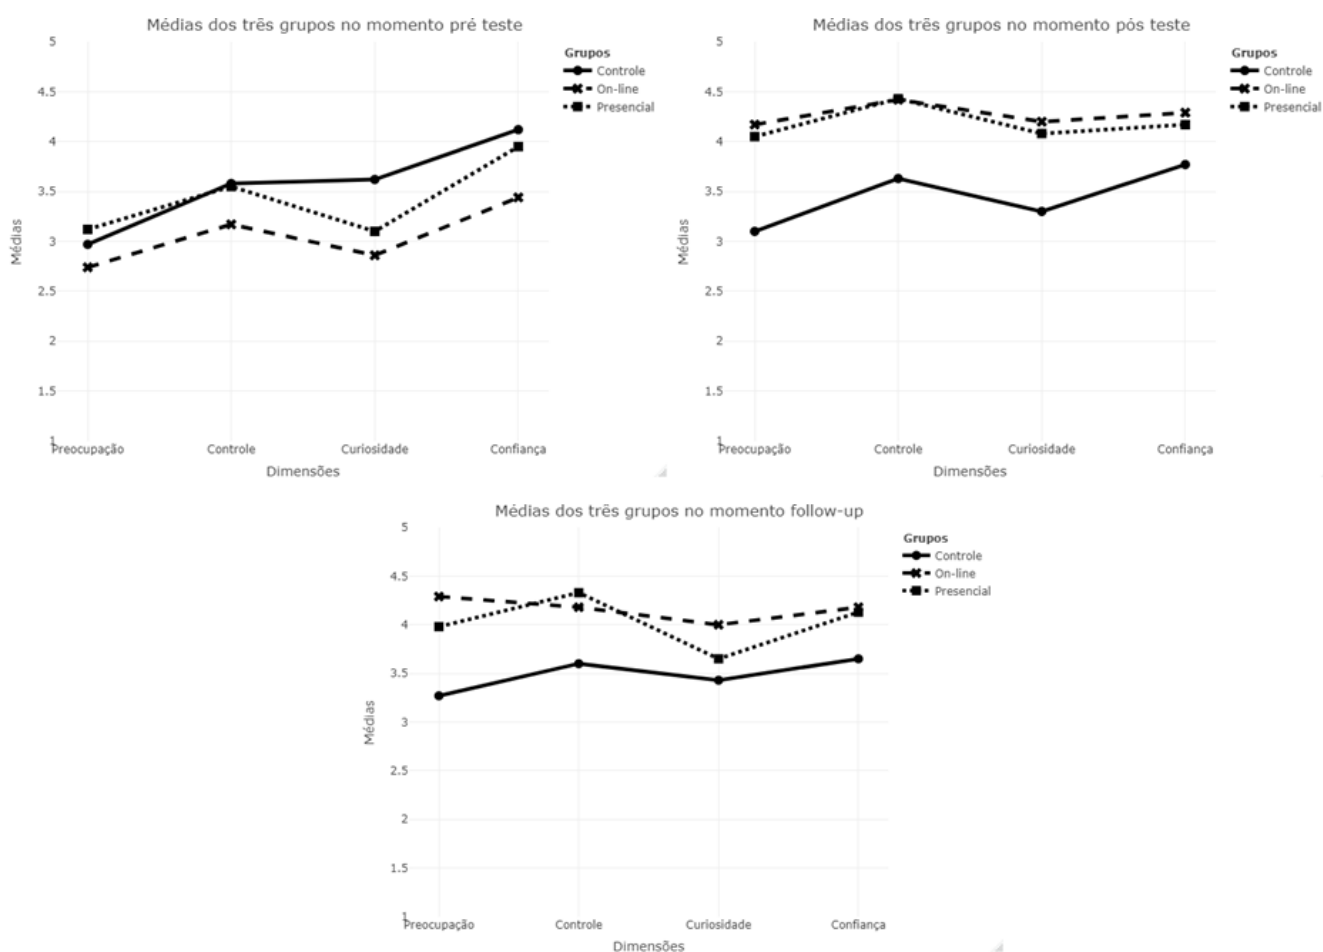 Médias dos três grupos no momento pré teste
5
4.5
4
3.5
3
2.5
2
1.5
1
Médias
Preocupação
Controle
Curiosidade
Confiança
Dimensões
Grupos
Controle
On-line
Presencial
Médias dos três grupos no momento pós teste
5
4.5
4
3.5
3
2.5
2
1.5
1
Médias
Preocupação
Controle
Curiosidade
Confiança
Dimensões
Grupos
Controle
On-line
Presencial
Médias dos três grupos no momento follow-up
5
4.5
4
3.5
3
2.5
2
1.5
1
Médias
Preocupação
Controle
Curiosidade
Confiança
Dimensões
Grupos
Controle
On-line
Presencial